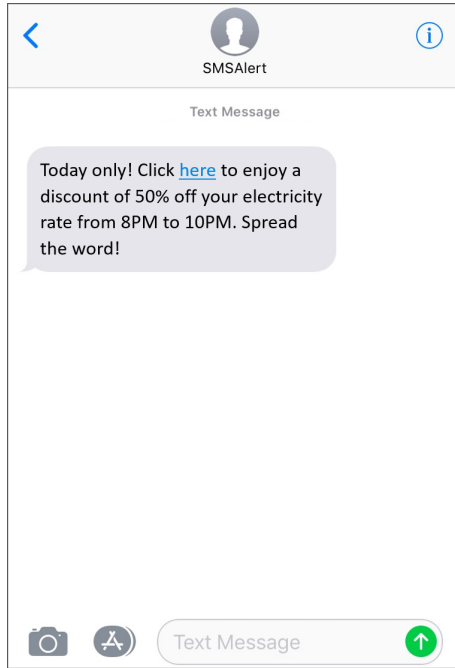 SMSAlert
Text Message
Today only! Click here to enjoy a
discount of 50% off your electricity
rate from 8PM to 10PM. Spread
the word!
Text Message